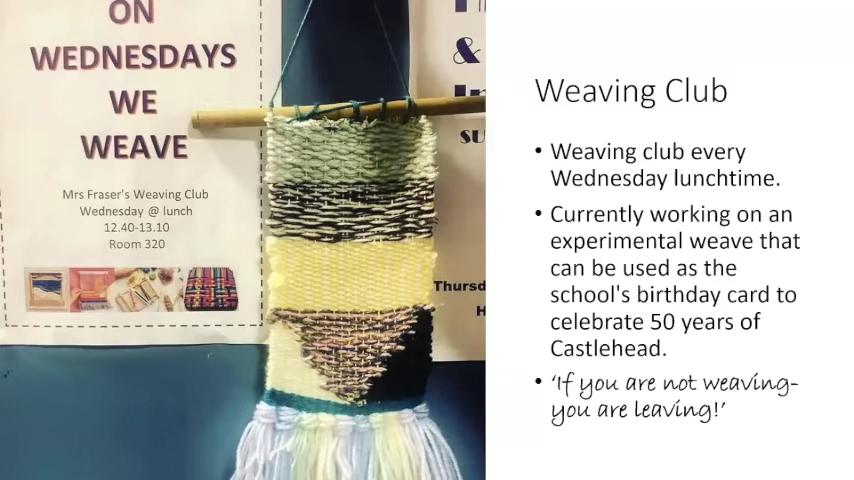 ON
WEDNESDAYS
WE
WEAVE
Mrs Fraser's Weaving Club
Wednesday @ lunch
12.40-13.10
Room 320
&
Thursd
Weaving Club
• Weaving club every
Wednesday lunchtime.
• Currently working on an
experimental weave that
can be used as the
school's birthday card to
celebrate 50 years of
Castlehead.
• ‘If you are not weaving-
you are leaving!’